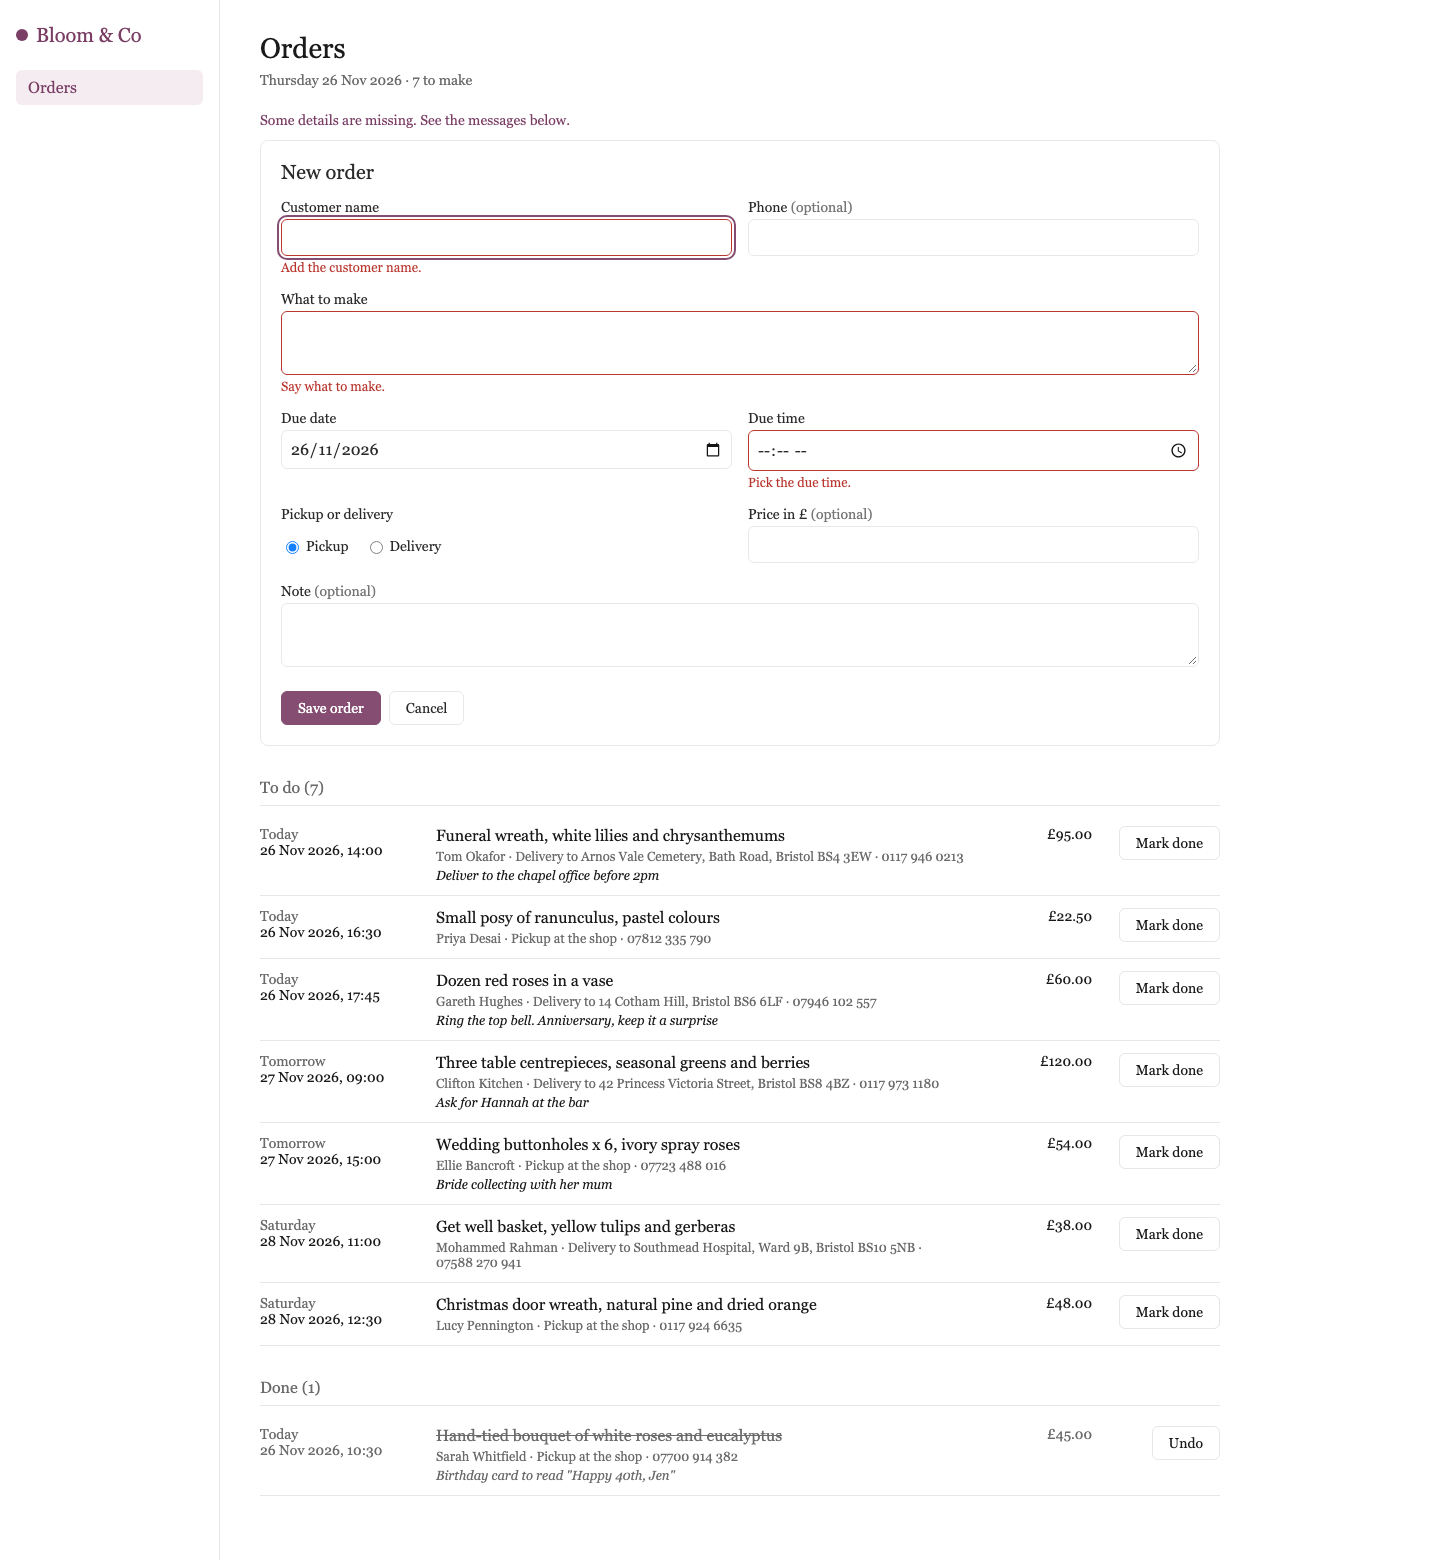 Bloom & Co
Orders
Orders
Thursday 26 Nov 2026 · 7 to make
Some details are missing. See the messages below.
New order
Customer name
Phone (optional)
Add the customer name.
What to make
Say what to make.
Due date
Due time
26/11/2026
--:-- --
Pick the due time.
Pickup or delivery
Price in £ (optional)
Pickup
Delivery
Note (optional)
Save order
Cancel
To do (7)
Today
26 Nov 2026, 14:00
Funeral wreath, white lilies and chrysanthemums
Tom Okafor · Delivery to Arnos Vale Cemetery, Bath Road, Bristol BS4 3EW · 0117 946 0213
Deliver to the chapel office before 2pm
£95.00
Mark done
Today
26 Nov 2026, 16:30
Small posy of ranunculus, pastel colours
Priya Desai · Pickup at the shop · 07812 335 790
£22.50
Mark done
Today
26 Nov 2026, 17:45
Dozen red roses in a vase
Gareth Hughes · Delivery to 14 Cotham Hill, Bristol BS6 6LF · 07946 102 557
Ring the top bell. Anniversary, keep it a surprise
£60.00
Mark done
Tomorrow
27 Nov 2026, 09:00
Three table centrepieces, seasonal greens and berries
Clifton Kitchen · Delivery to 42 Princess Victoria Street, Bristol BS8 4BZ · 0117 973 1180
Ask for Hannah at the bar
£120.00
Mark done
Tomorrow
27 Nov 2026, 15:00
Wedding buttonholes x 6, ivory spray roses
Ellie Bancroft · Pickup at the shop · 07723 488 016
Bride collecting with her mum
£54.00
Mark done
Saturday
28 Nov 2026, 11:00
Get well basket, yellow tulips and gerberas
Mohammed Rahman · Delivery to Southmead Hospital, Ward 9B, Bristol BS10 5NB ·
07588 270 941
£38.00
Mark done
Saturday
28 Nov 2026, 12:30
Christmas door wreath, natural pine and dried orange
Lucy Pennington · Pickup at the shop · 0117 924 6635
£48.00
Mark done
Done (1)
Today
26 Nov 2026, 10:30
Hand-tied bouquet of white roses and eucalyptus
Sarah Whitfield · Pickup at the shop · 07700 914 382
Birthday card to read "Happy 40th, Jen"
£45.00
Undo